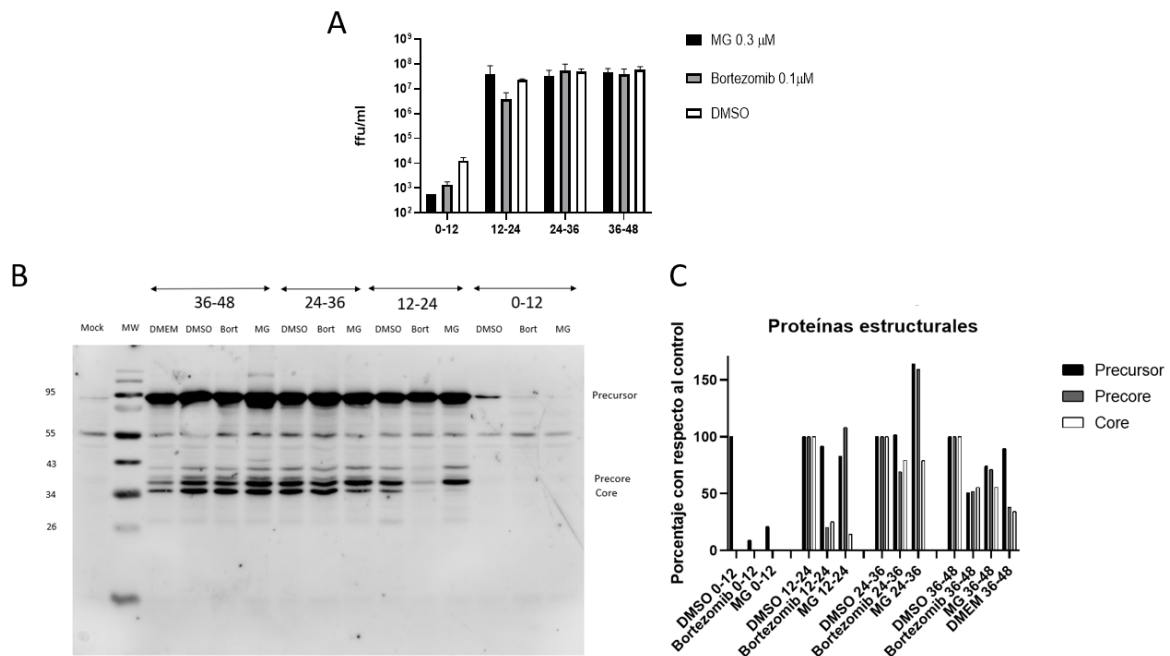 A
10⁹
10⁸
10⁷
10⁶
10⁵
10⁴
10³
10²
ffu/ml
0-12
12-24
24-36
36-48
MG 0.3 μM
Bortezomib 0.1μM
DMSO
B
36-48
24-36
12-24
0-12
Mock
MW
DMEM
DMSO
Bort
MG
DMSO
Bort
MG
DMSO
Bort
MG
DMSO
Bort
MG
95
55
43
34
26
Precursor
Precore
Core
C
Proteínas estructurales
Porcentaje con respecto al control
150
100
50
0
DMSO 0-12
Bortezomib 0-12
MG 0-12
DMSO 12-24
Bortezomib 12-24
MG 12-24
DMSO 24-36
Bortezomib 24-36
MG 24-36
DMSO 36-48
Bortezomib 36-48
MG 36-48
DMEM 36-48
Precursor
Precore
Core